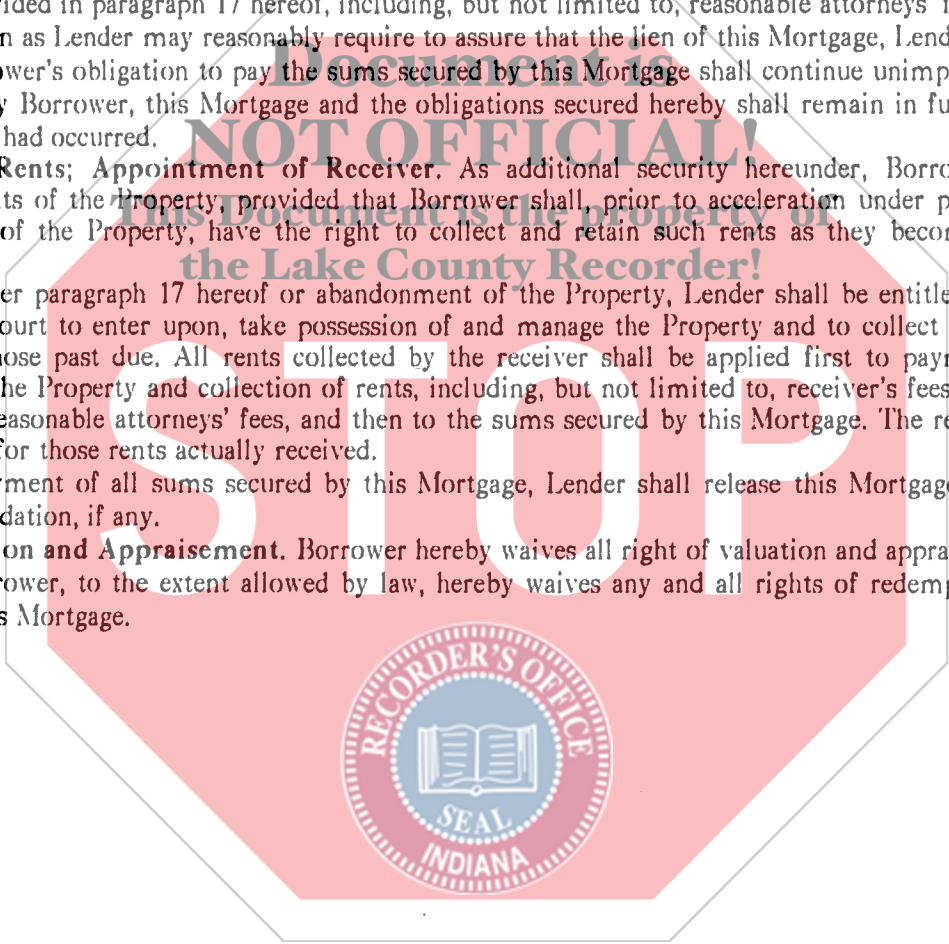 ided in paragraph 17 hereof, including, but not limited to, reasonable attorneys'
n as Lender may reasonably require to assure that the lien of this Mortgage, Lend
ower's obligation to pay the sums secured by this Mortgage shall continue unimp
y Borrower, this Mortgage and the obligations secured hereby shall remain in fu
had occurred.
Rents; Appointment of Receiver. As additional security hereunder, Borro
ts of the Property, provided that Borrower shall, prior to acceleration under p
of the Property, have the right to collect and retain such rents as they becom
er paragraph 17 hereof or abandonment of the Property, Lender shall be entitle
ourt to enter upon, take possession of and manage the Property and to collect
hose past due. All rents collected by the receiver shall be applied first to payr
he Property and collection of rents, including, but not limited to, receiver's fees
easonable attorneys' fees, and then to the sums secured by this Mortgage. The re
for those rents actually received.
ment of all sums secured by this Mortgage, Lender shall release this Mortgag
dation, if any.
on and Appraisement. Borrower hereby waives all right of valuation and appra
rower, to the extent allowed by law, hereby waives any and all rights of redemp
s Mortgage.
Document is
NOT OFFICIAL!
This Document is the property of
the Lake County Recorder!
STOP
RECORDER'S OFFICE
SEAL
INDIANA